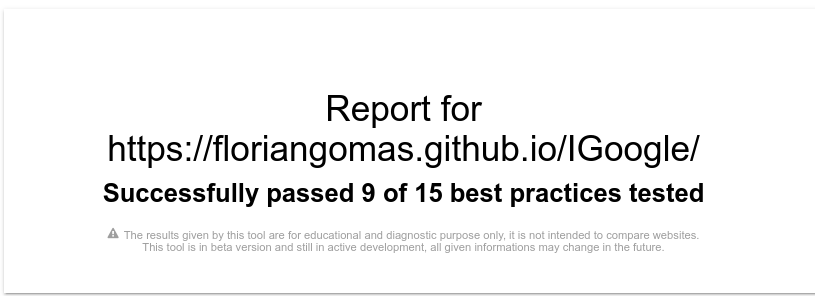 Report for
https://floriangomas.github.io/IGoogle/
Successfully passed 9 of 15 best practices tested
The results given by this tool are for educational and diagnostic purpose only, it is not intended to compare websites.
This tool is in beta version and still in active development, all given informations may change in the future.